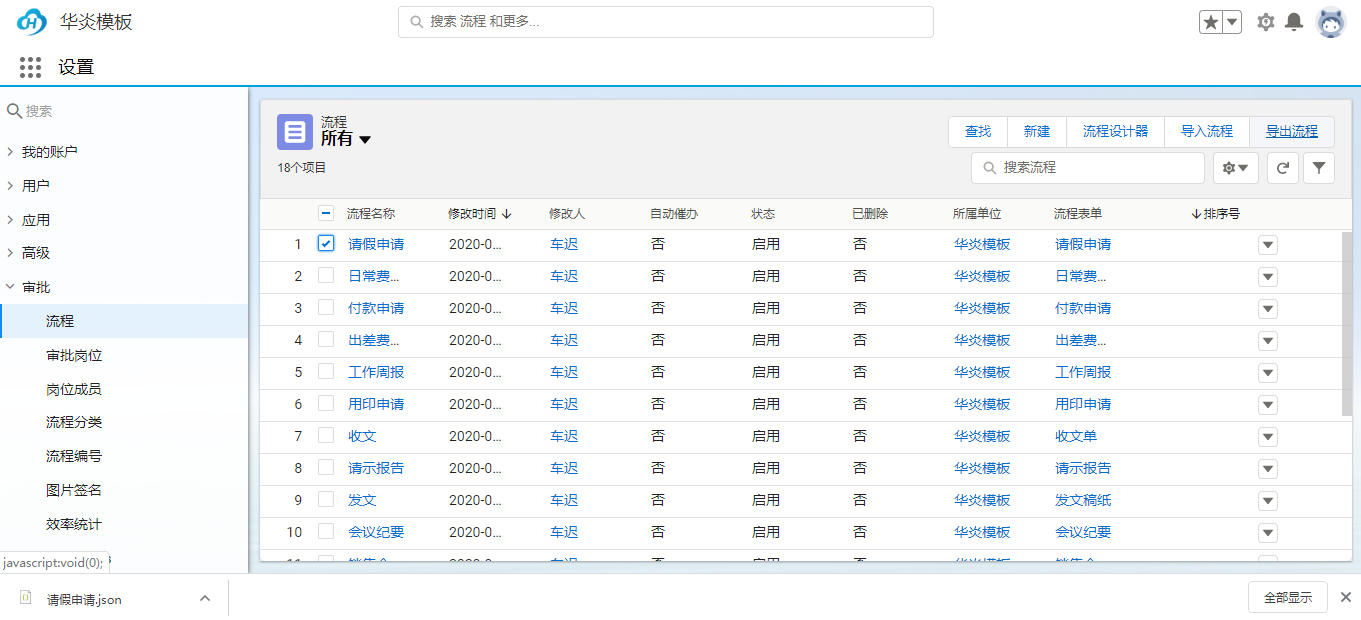 华炎模板
搜索 流程 和更多...
设置
搜索
我的账户
用户
应用
高级
审批
流程
审批岗位
岗位成员
流程分类
流程编号
图片签名
效率统计
javascript:void(0);
流程
所有
18个项目
查找 新建 流程设计器 导入流程 导出流程
搜索流程
流程名称 修改时间 修改人 自动催办 状态 已删除 所属单位 流程表单 排序号
1 请假申请 2020-0... 车迟 否 启用 否 华炎模板 请假申请
2 日常费... 2020-0... 车迟 否 启用 否 华炎模板 日常费...
3 付款申请 2020-0... 车迟 否 启用 否 华炎模板 付款申请
4 出差费... 2020-0... 车迟 否 启用 否 华炎模板 出差费...
5 工作周报 2020-0... 车迟 否 启用 否 华炎模板 工作周报
6 用印申请 2020-0... 车迟 否 启用 否 华炎模板 用印申请
7 收文 2020-0... 车迟 否 启用 否 华炎模板 收文单
8 请示报告 2020-0... 车迟 否 启用 否 华炎模板 请示报告
9 发文 2020-0... 车迟 否 启用 否 华炎模板 发文稿纸
10 会议纪要 2020-0... 车迟 否 启用 否 华炎模板 会议纪要
请假申请.json
全部显示